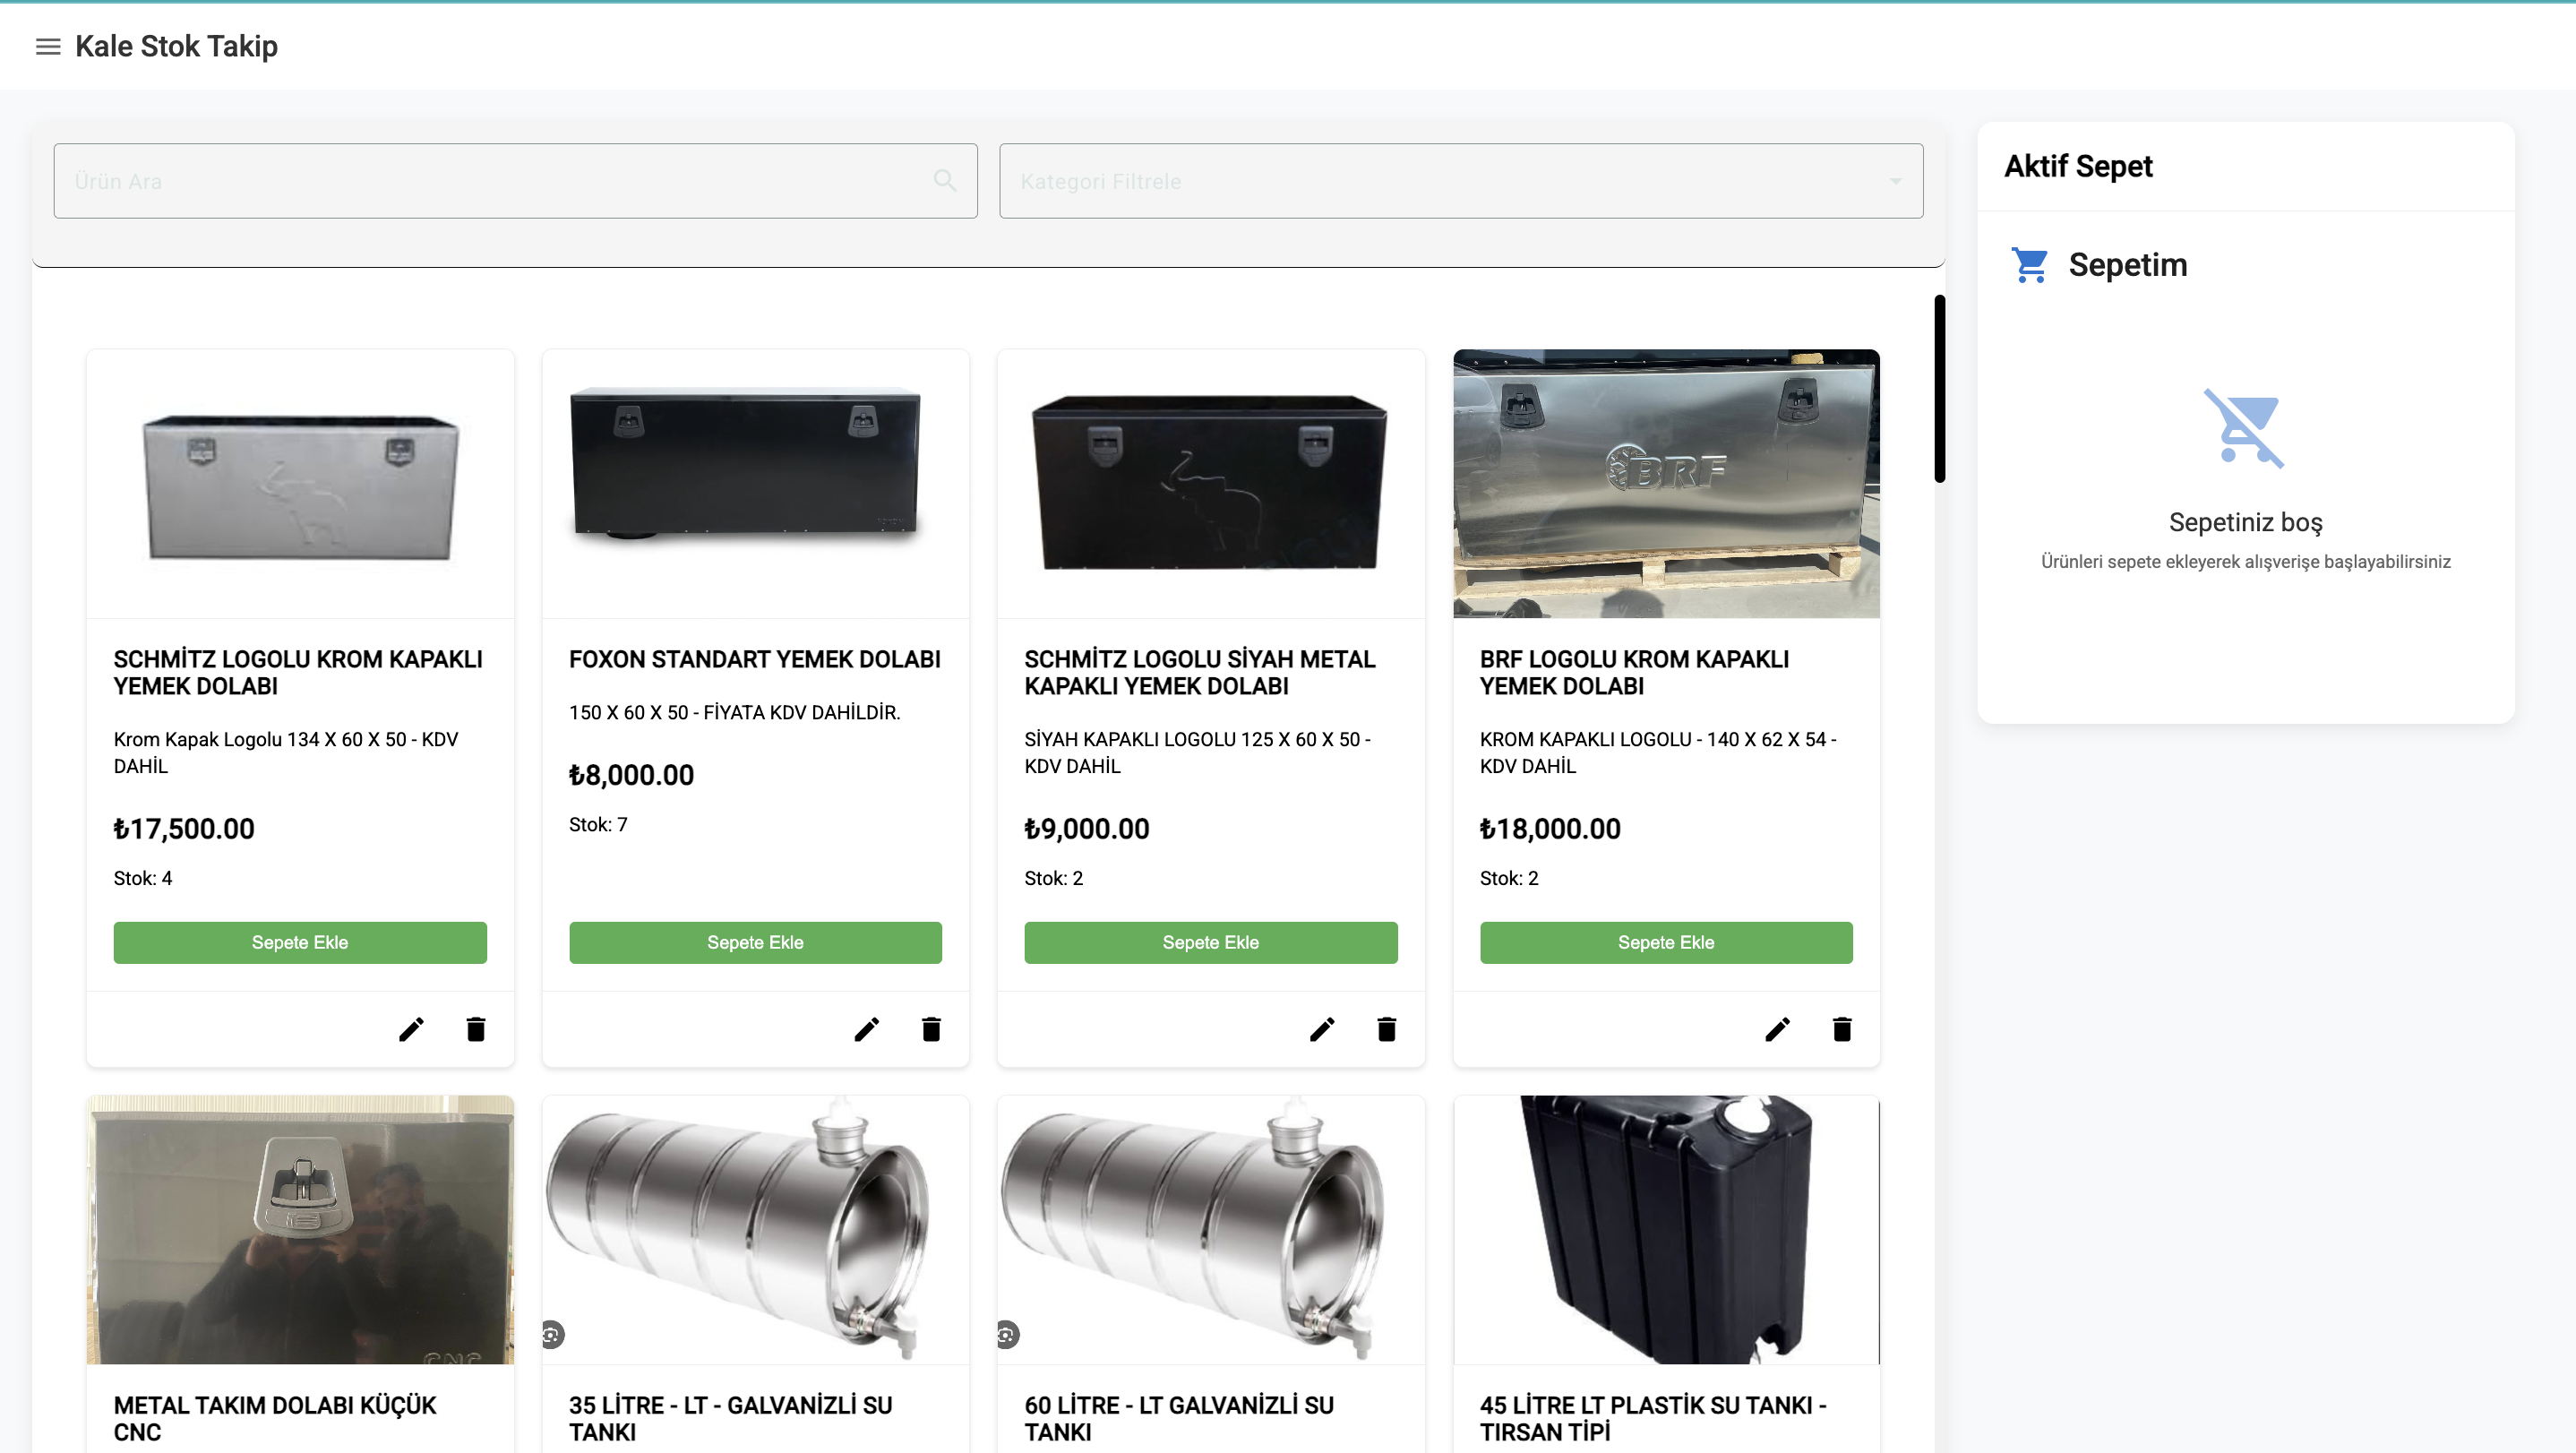 Kale Stok Takip
Ürün Ara
Kategori Filtrele
Aktif Sepet
Sepetim
Sepetiniz boş
Ürünleri sepete ekleyerek alışverişe başlayabilirsiniz
BRF
SCHMİTZ LOGOLU KROM KAPAKLI
YEMEK DOLABI
Krom Kapak Logolu 134 X 60 X 50 - KDV
DAHİL
₺17,500.00
Stok: 4
Sepete Ekle
FOXON STANDART YEMEK DOLABI
150 X 60 X 50 - FİYATA KDV DAHİLDİR.
₺8,000.00
Stok: 7
Sepete Ekle
SCHMİTZ LOGOLU SİYAH METAL
KAPAKLI YEMEK DOLABI
SİYAH KAPAKLI LOGOLU 125 X 60 X 50 -
KDV DAHİL
₺9,000.00
Stok: 2
Sepete Ekle
BRF LOGOLU KROM KAPAKLI
YEMEK DOLABI
KROM KAPAKLI LOGOLU - 140 X 62 X 54 -
KDV DAHİL
₺18,000.00
Stok: 2
Sepete Ekle
CNC
METAL TAKIM DOLABI KÜÇÜK
CNC
35 LİTRE - LT - GALVANİZLİ SU
TANKI
60 LİTRE - LT GALVANİZLİ SU
TANKI
45 LİTRE LT PLASTİK SU TANKI -
TIRSAN TİPİ